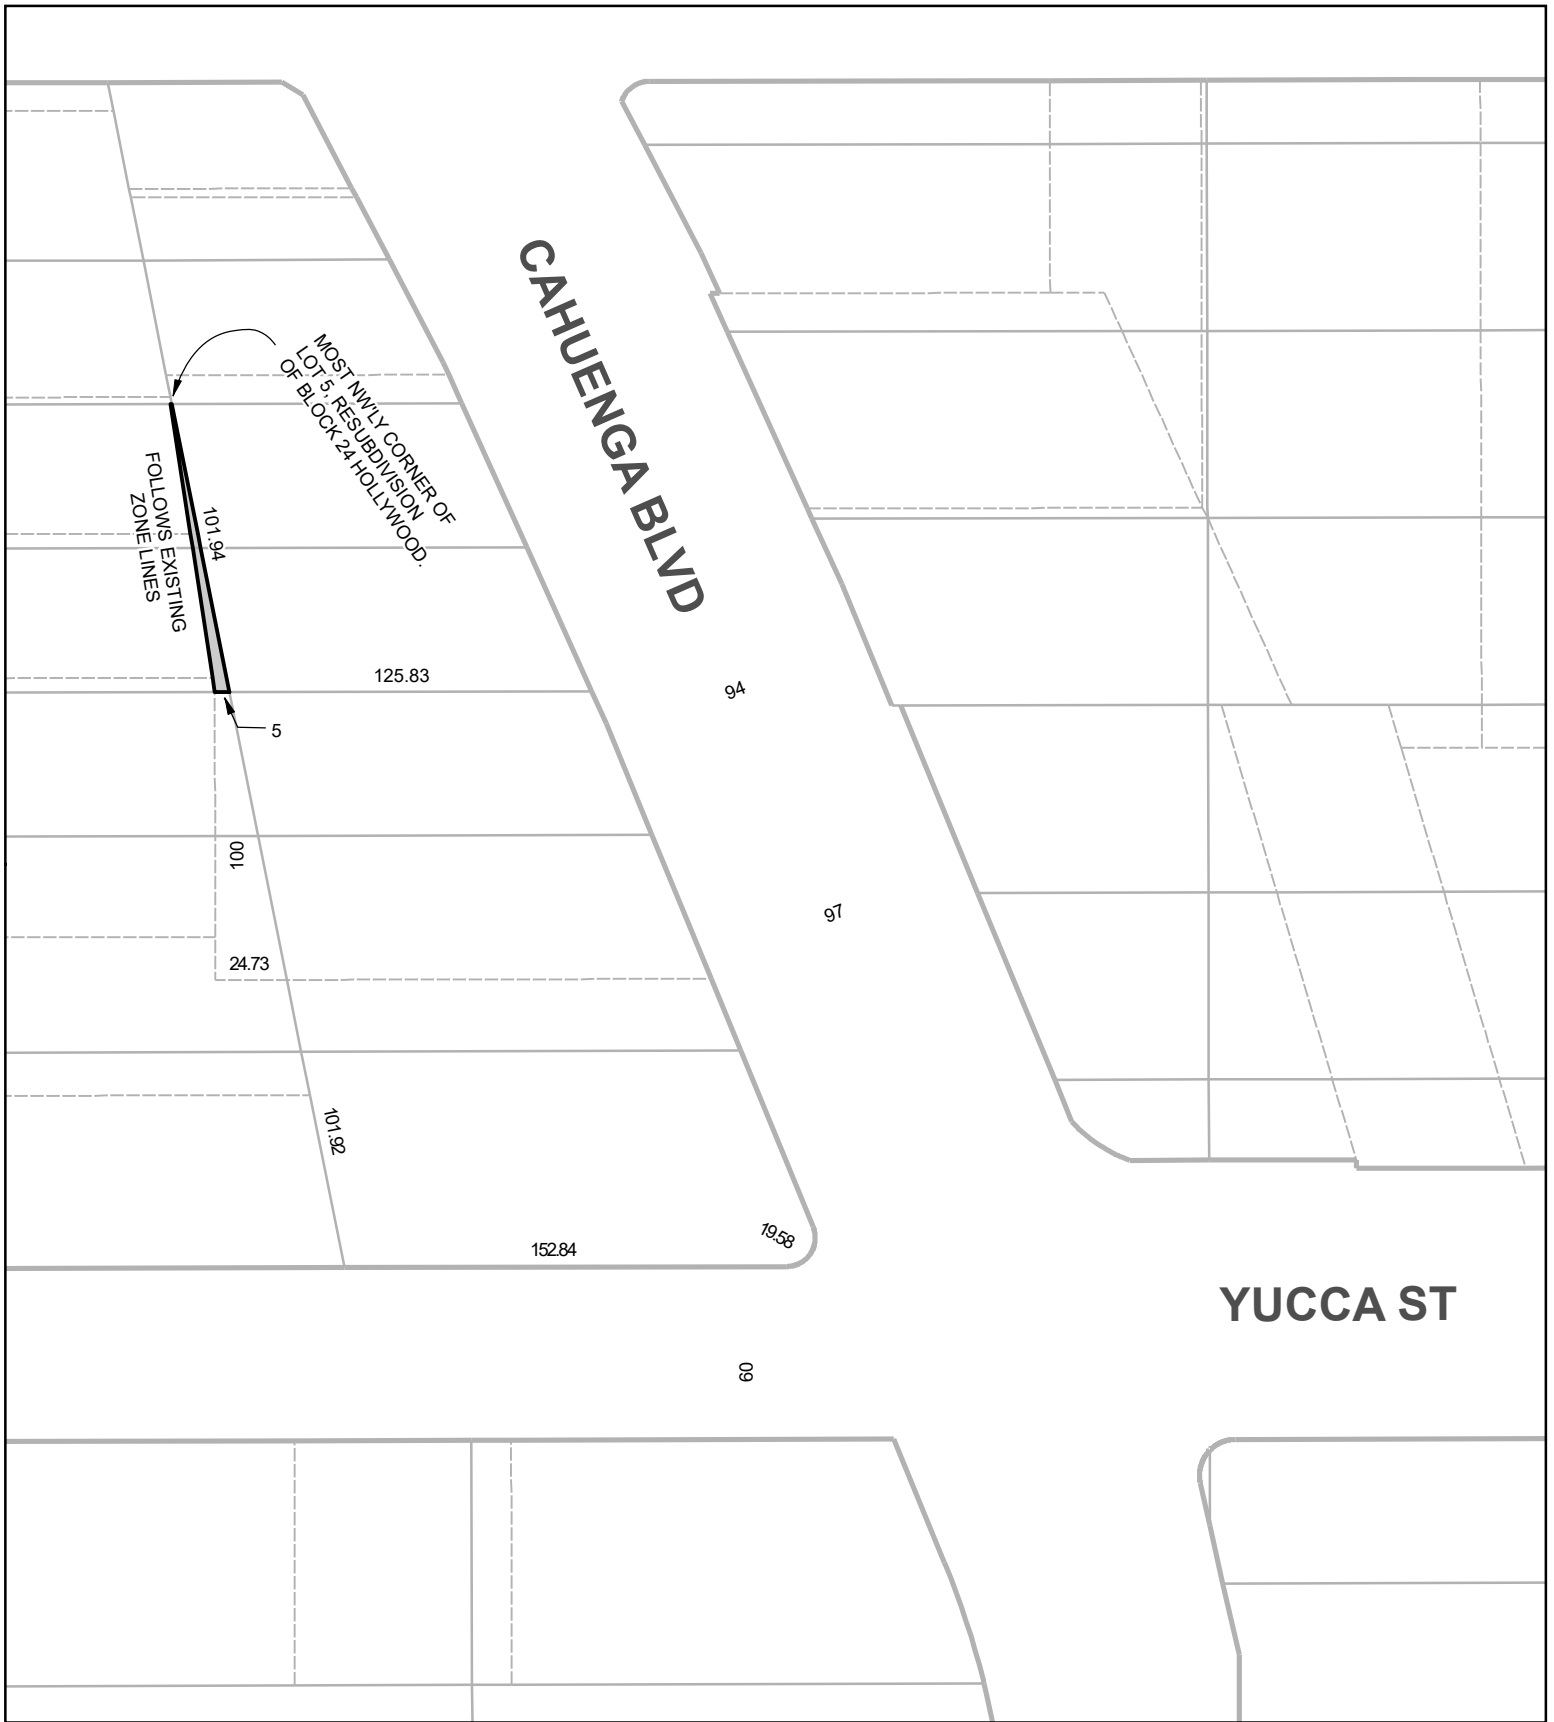 CAHUENGA BLVD
MOST NW'LY CORNER OF
LOT 5, RESUBDIVISION
OF BLOCK 24 HOLLYWOOD.
FOLLOWS EXISTING
ZONE LINES
101.94
125.83
94
5
100
97
24.73
101.92
19.58
152.84
YUCCA ST
60